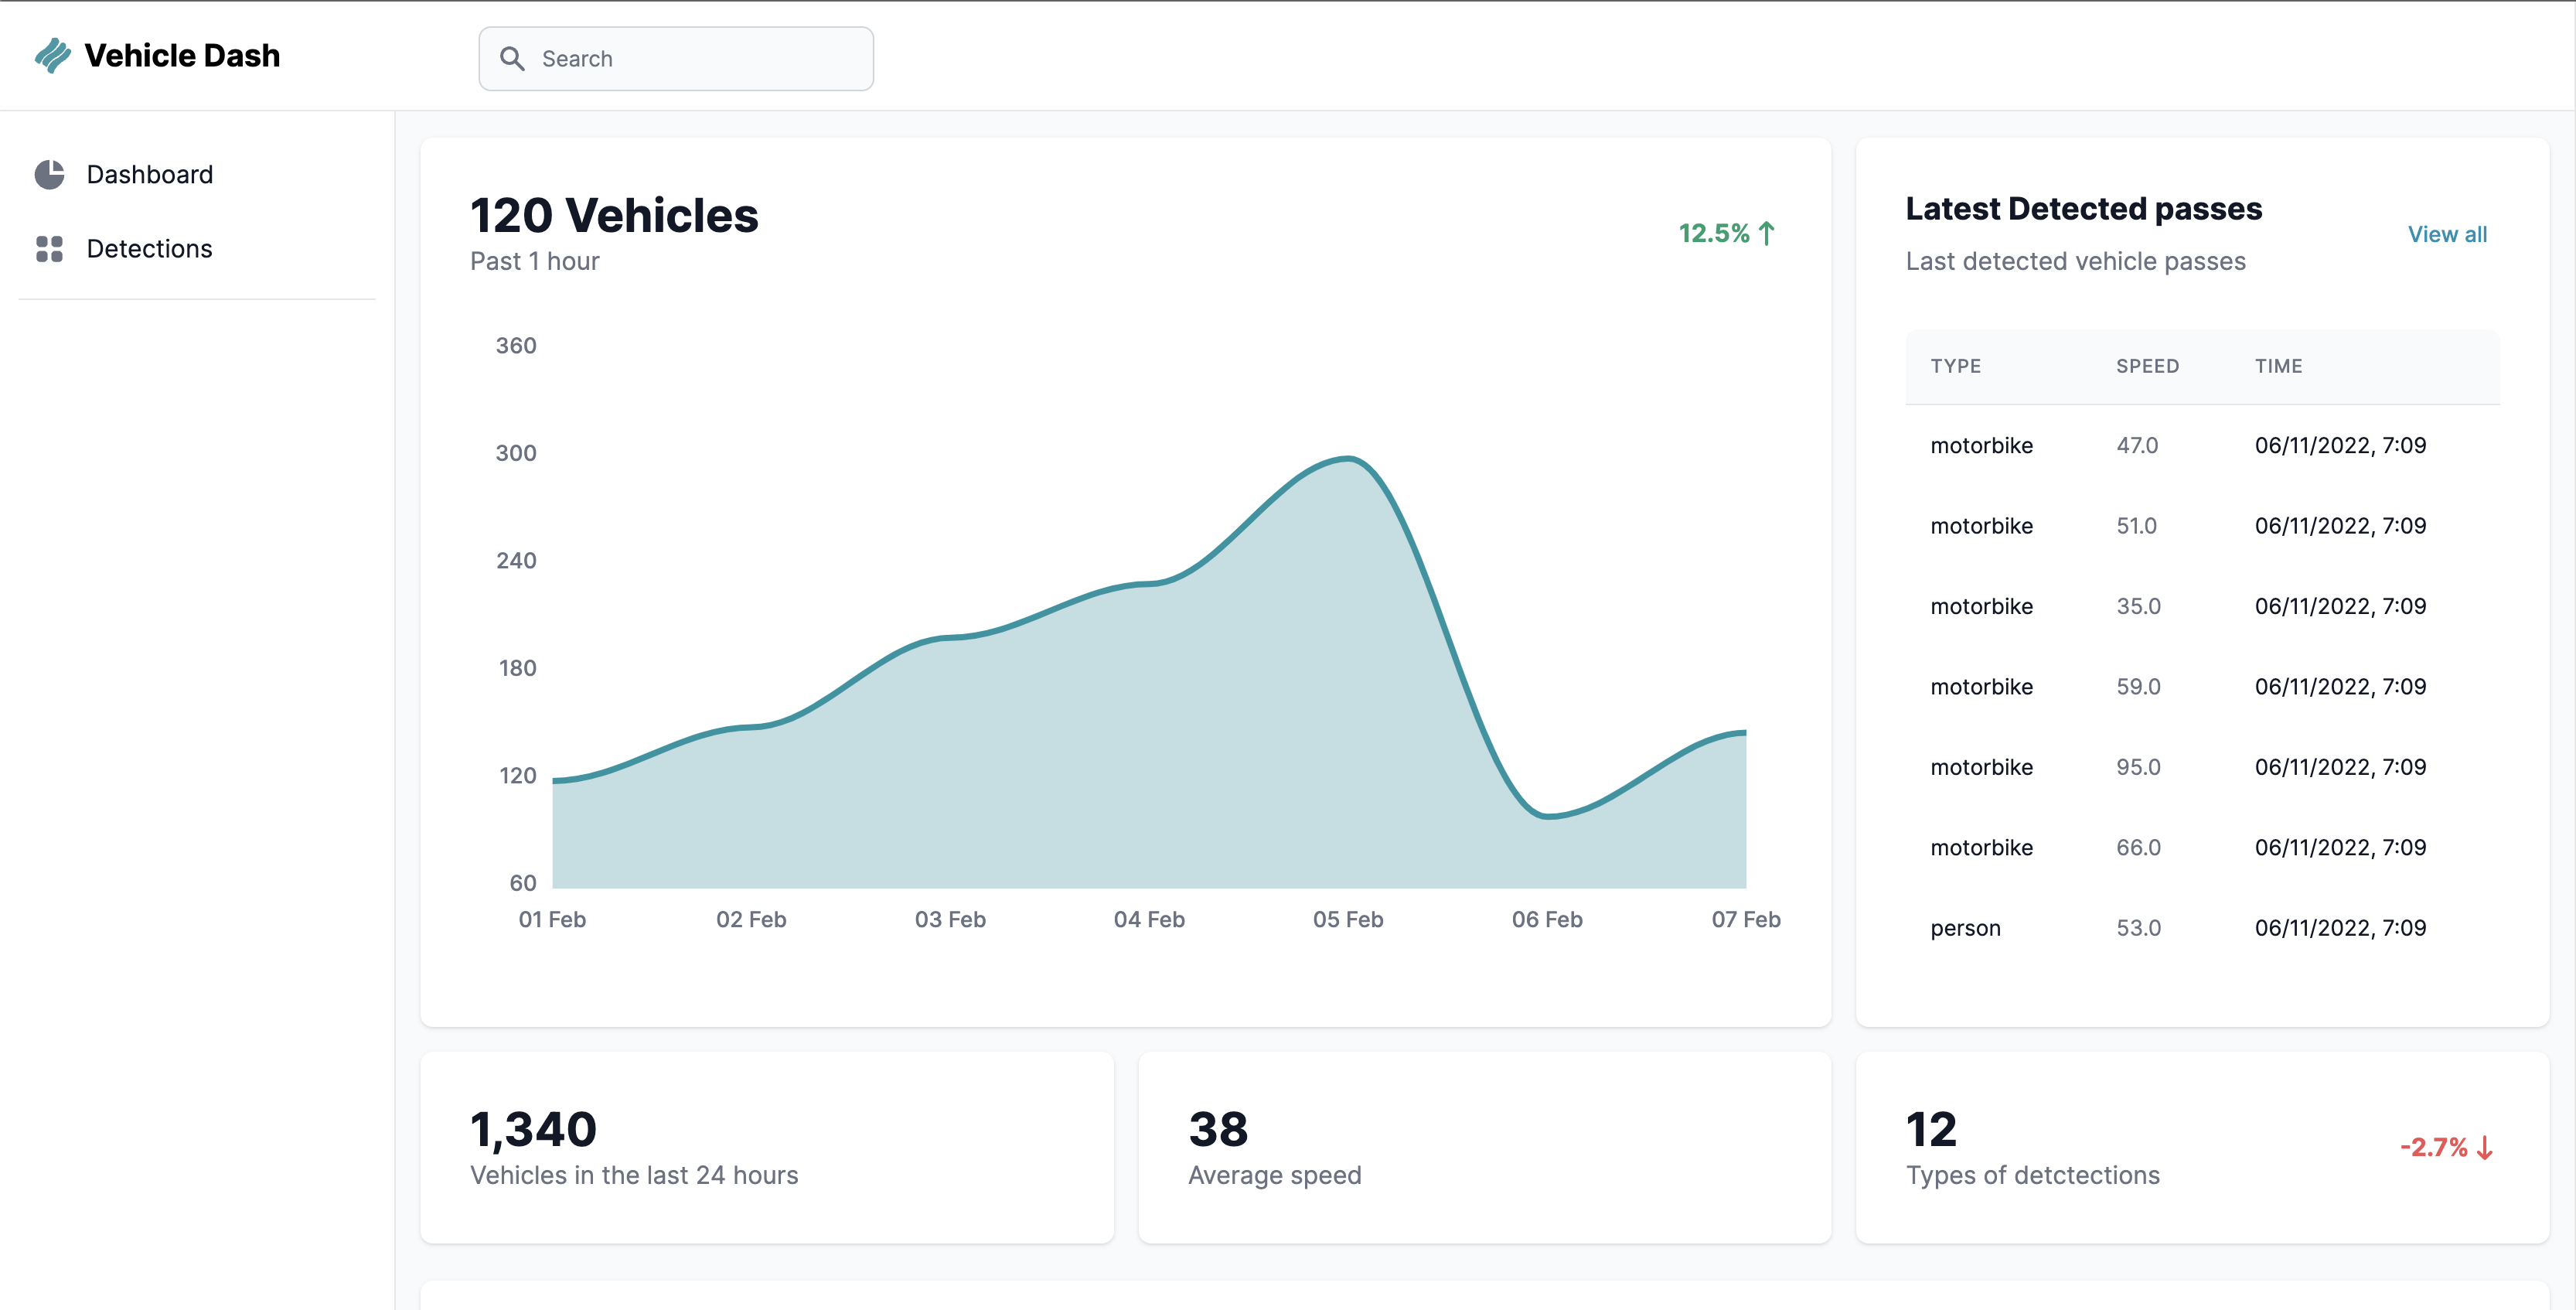 Vehicle Dash
Search
Dashboard
Detections
120 Vehicles
Past 1 hour
12.5%
360
300
240
180
120
60
01 Feb 02 Feb 03 Feb 04 Feb 05 Feb 06 Feb 07 Feb
Latest Detected passes
Last detected vehicle passes
View all
TYPE SPEED TIME
motorbike 47.0 06/11/2022, 7:09
motorbike 51.0 06/11/2022, 7:09
motorbike 35.0 06/11/2022, 7:09
motorbike 59.0 06/11/2022, 7:09
motorbike 95.0 06/11/2022, 7:09
motorbike 66.0 06/11/2022, 7:09
person 53.0 06/11/2022, 7:09
1,340
Vehicles in the last 24 hours
38
Average speed
12
Types of detctections
-2.7%